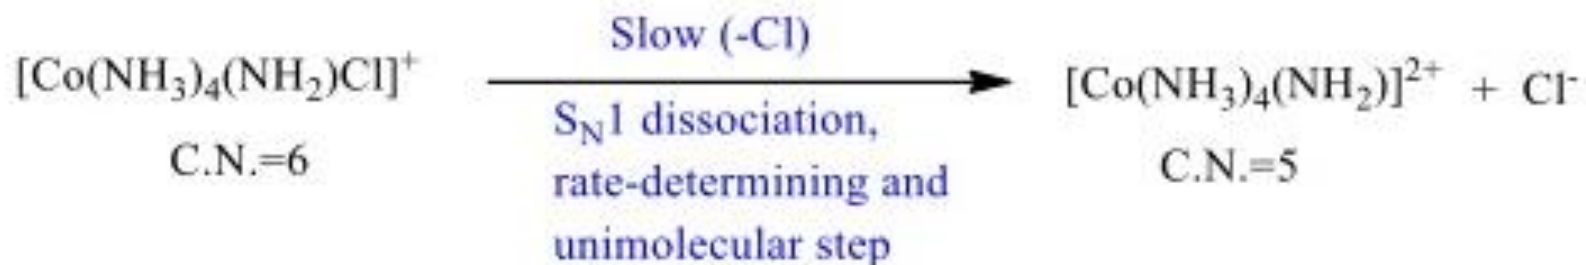 Slow (-Cl)
[Co(NH₃)₄(NH₂)Cl]⁺ [Co(NH₃)₄(NH₂)]²⁺ + Cl⁻
S_N1 dissociation,
C.N.=6 C.N.=5
rate-determining and
unimolecular step